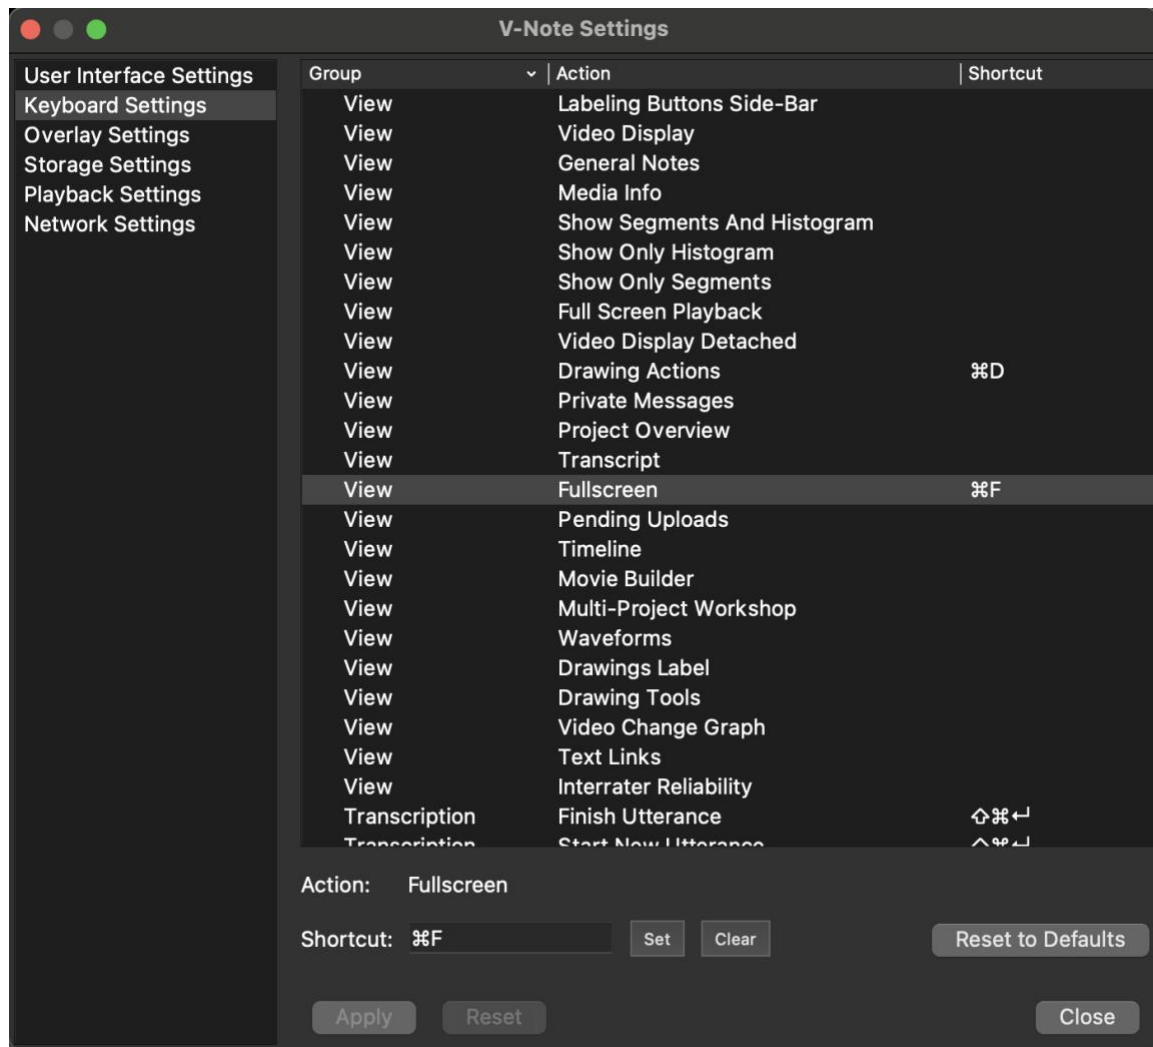 V-Note Settings
User Interface Settings
Keyboard Settings
Overlay Settings
Storage Settings
Playback Settings
Network Settings
Group Action Shortcut
View Labeling Buttons Side-Bar
View Video Display
View General Notes
View Media Info
View Show Segments And Histogram
View Show Only Histogram
View Show Only Segments
View Full Screen Playback
View Video Display Detached
View Drawing Actions ⌘D
View Private Messages
View Project Overview
View Transcript
View Fullscreen ⌘F
View Pending Uploads
View Timeline
View Movie Builder
View Multi-Project Workshop
View Waveforms
View Drawings Label
View Drawing Tools
View Video Change Graph
View Text Links
View Interrater Reliability
Transcription Finish Utterance ⇧⌘↵
Transcription Start New Utterance ⌃⌘↵
Action: Fullscreen
Shortcut: ⌘F Set Clear Reset to Defaults
Apply Reset Close